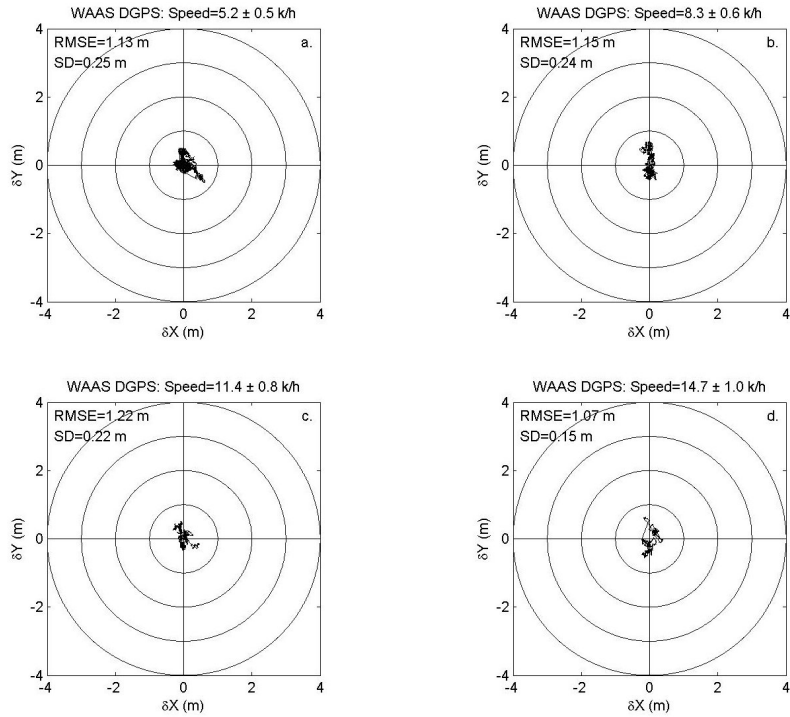 WAAS DGPS: Speed=5.2 ± 0.5 k/h
RMSE=1.13 m
a.
SD=0.25 m
4
2
0
-2
-4
δY (m)
-4 -2 0 2 4
δX (m)
WAAS DGPS: Speed=8.3 ± 0.6 k/h
RMSE=1.15 m
b.
SD=0.24 m
4
2
0
-2
-4
δY (m)
-4 -2 0 2 4
δX (m)
WAAS DGPS: Speed=11.4 ± 0.8 k/h
RMSE=1.22 m
c.
SD=0.22 m
4
2
0
-2
-4
δY (m)
-4 -2 0 2 4
δX (m)
WAAS DGPS: Speed=14.7 ± 1.0 k/h
RMSE=1.07 m
d.
SD=0.15 m
4
2
0
-2
-4
δY (m)
-4 -2 0 2 4
δX (m)